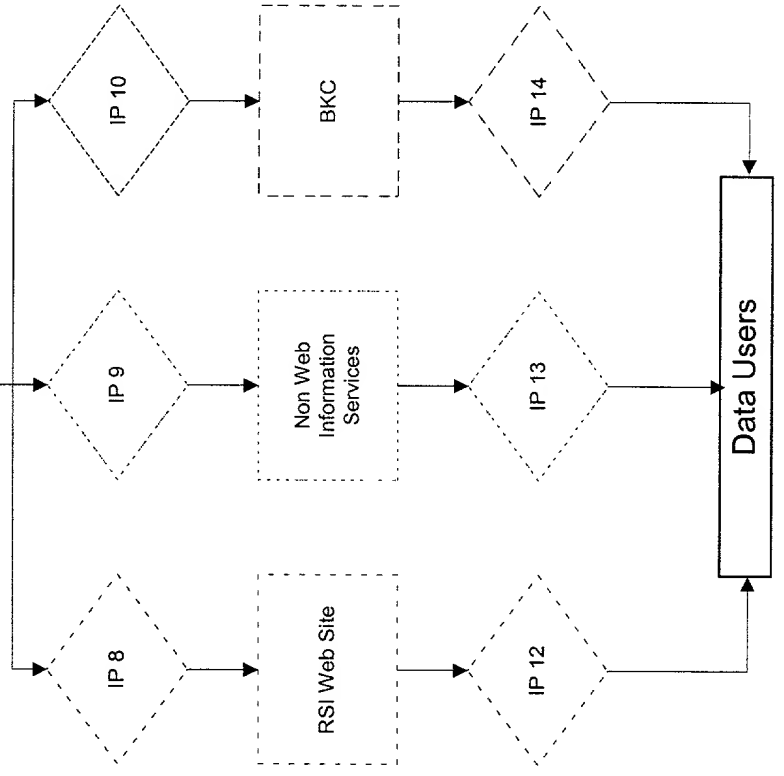 IP 8
IP 9
IP 10
RSI Web Site
Non Web
Information
Services
BKC
IP 12
IP 13
IP 14
Data Users